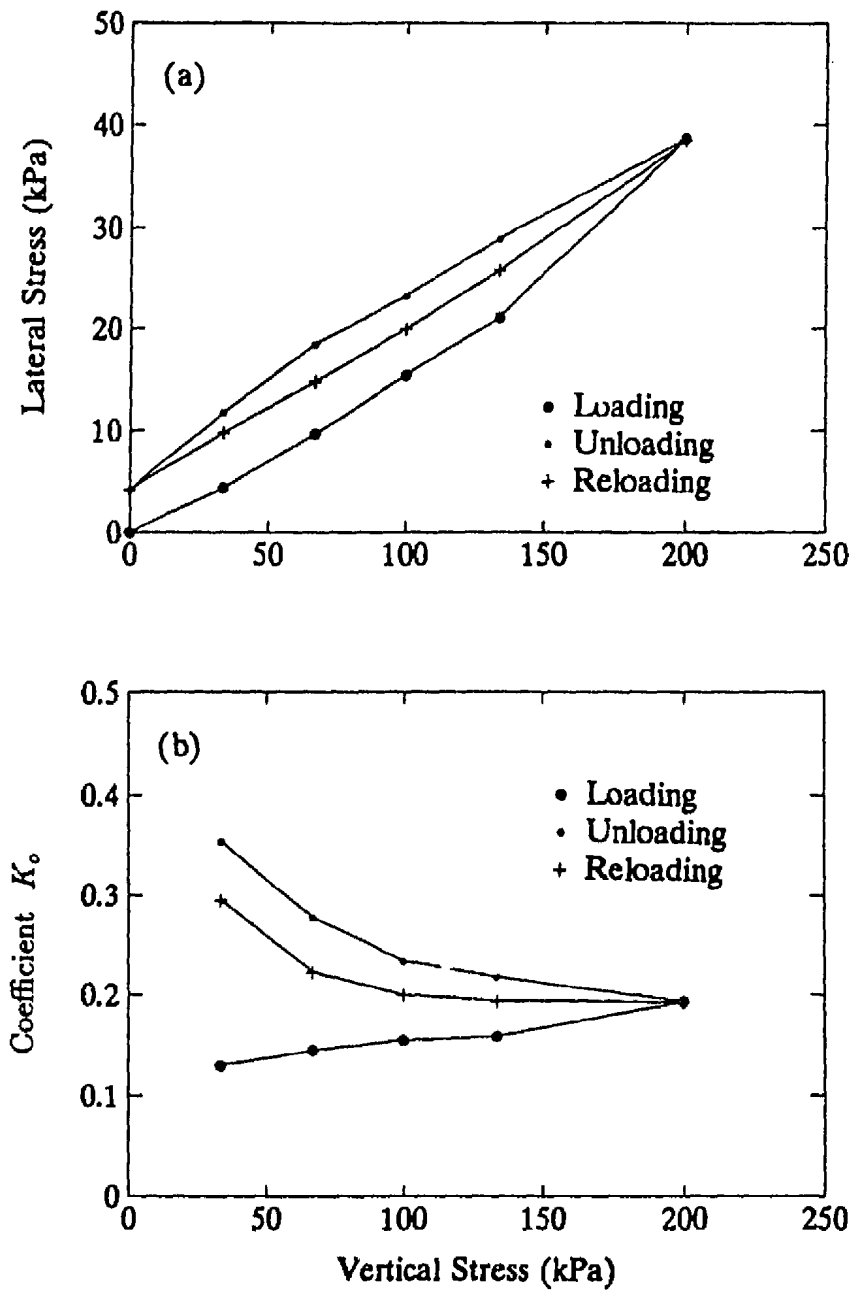 50
(a)
40
30
20
10
0
Lateral Stress (kPa)
Loading
Unloading
Reloading
0 50 100 150 200 250
0.5
(b)
0.4
0.3
0.2
0.1
0
Coefficient K_o
Loading
Unloading
Reloading
0 50 100 150 200 250
Vertical Stress (kPa)